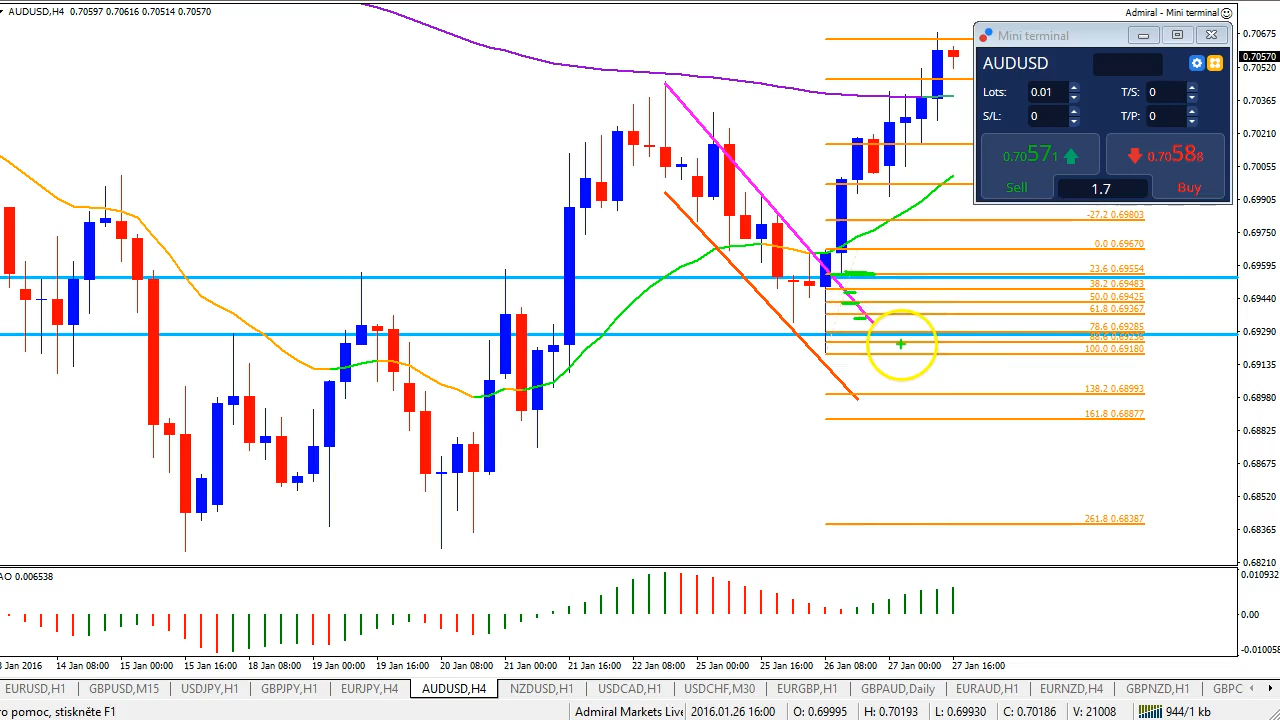 AUDUSD,H4 0.70597 0.70616 0.70514 0.70570
Admiral - Mini terminal
Mini terminal
AUDUSD
Lots: 0.01
T/S: 0
S/L: 0
T/P: 0
0.70571
0.70588
Sell
1.7
Buy
0.70675
0.70570
0.70520
0.70365
0.70210
0.70055
0.69905
0.69750
0.69595
0.69440
0.69290
0.69135
0.68980
0.68825
0.68675
0.68520
0.68365
0.68210
-27.2 0.69803
0.0 0.69670
23.6 0.69554
38.2 0.69483
50.0 0.69425
61.8 0.69367
78.6 0.69285
100.0 0.69180
138.2 0.68993
161.8 0.68877
261.8 0.68387
AO 0.006538
0.010932
0.00
-0.010058
Jan 2016
14 Jan 08:00
15 Jan 00:00
15 Jan 16:00
18 Jan 08:00
19 Jan 00:00
19 Jan 16:00
20 Jan 08:00
21 Jan 00:00
21 Jan 16:00
22 Jan 08:00
25 Jan 00:00
25 Jan 16:00
26 Jan 08:00
27 Jan 00:00
27 Jan 16:00
EURUSD,H1
GBPUSD,M15
USDJPY,H1
GBPJPY,H1
EURJPY,H4
AUDUSD,H4
NZDUSD,H1
USDCAD,H1
USDCHF,M30
EURGBP,H1
GBPAUD,Daily
EURAUD,H1
EURNZD,H4
GBPNZD,H1
GBPC
ro pomoc, stiskněte F1
Admiral Markets Live
2016.01.26 16:00
O: 0.69995
H: 0.70193
L: 0.69930
C: 0.70186
V: 21008
944/1 kb